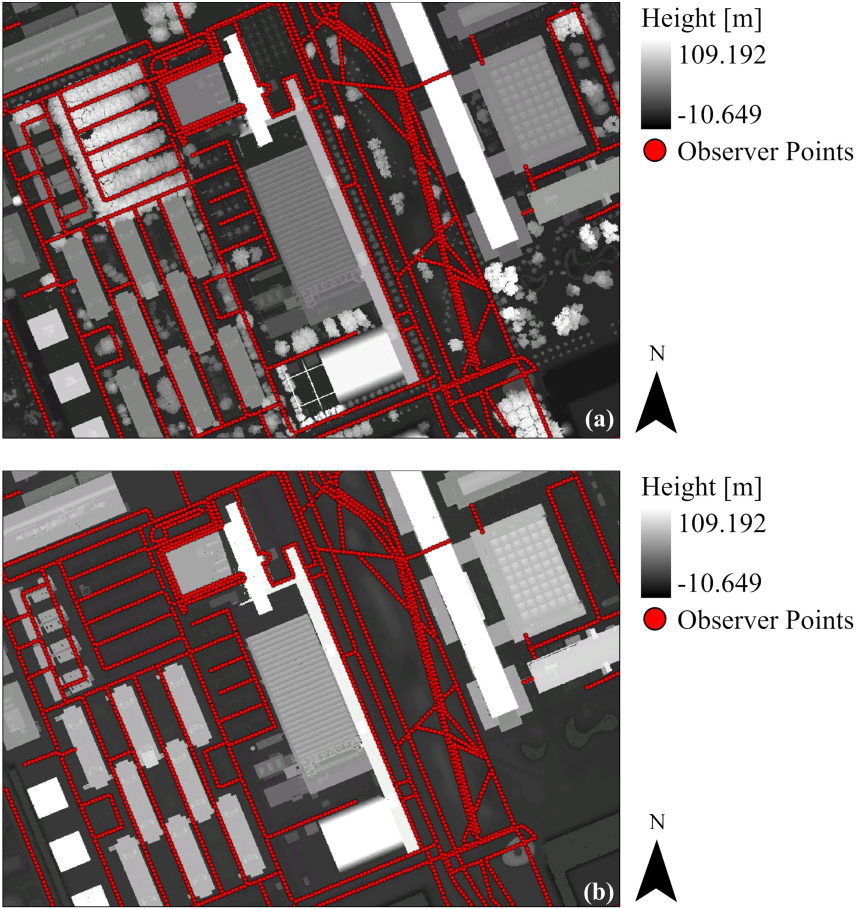 Height [m]
109.192
-10.649
Observer Points
N
(a)
Height [m]
109.192
-10.649
Observer Points
N
(b)